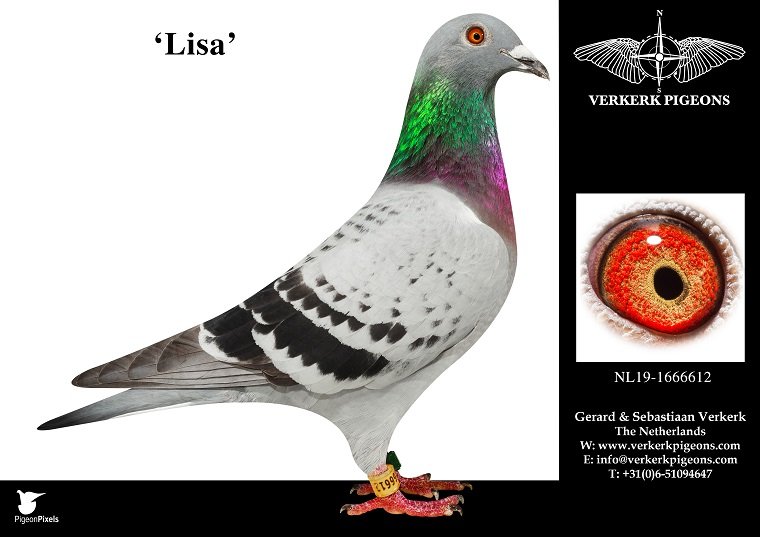 ‘Lisa’
N
S
VERKERK PIGEONS
NL19-1666612
Gerard & Sebastiaan Verkerk
The Netherlands
W: www.verkerkpigeons.com
E: info@verkerkpigeons.com
T: +31(0)6-51094647
PigeonPixels